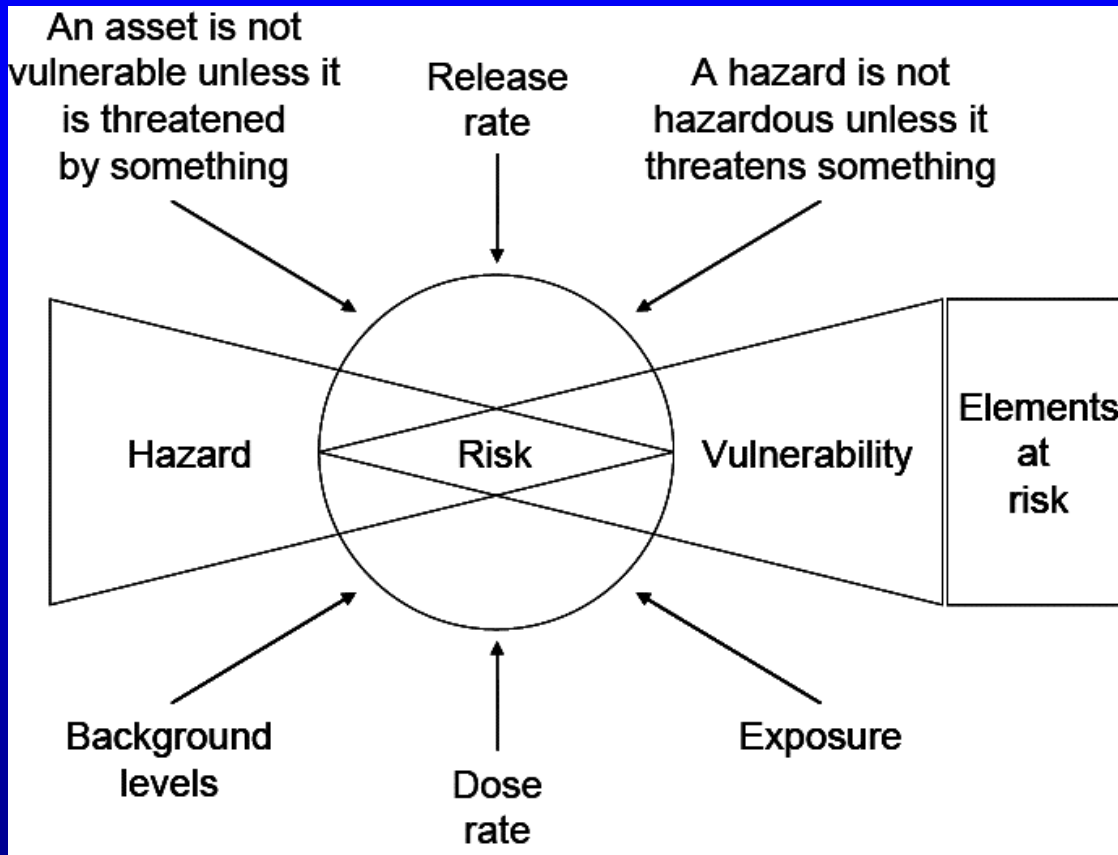 An asset is not
vulnerable unless it
is threatened
by something
Release
rate
A hazard is not
hazardous unless it
threatens something
Hazard
Risk
Vulnerability
Elements
at
risk
Background
levels
Dose
rate
Exposure